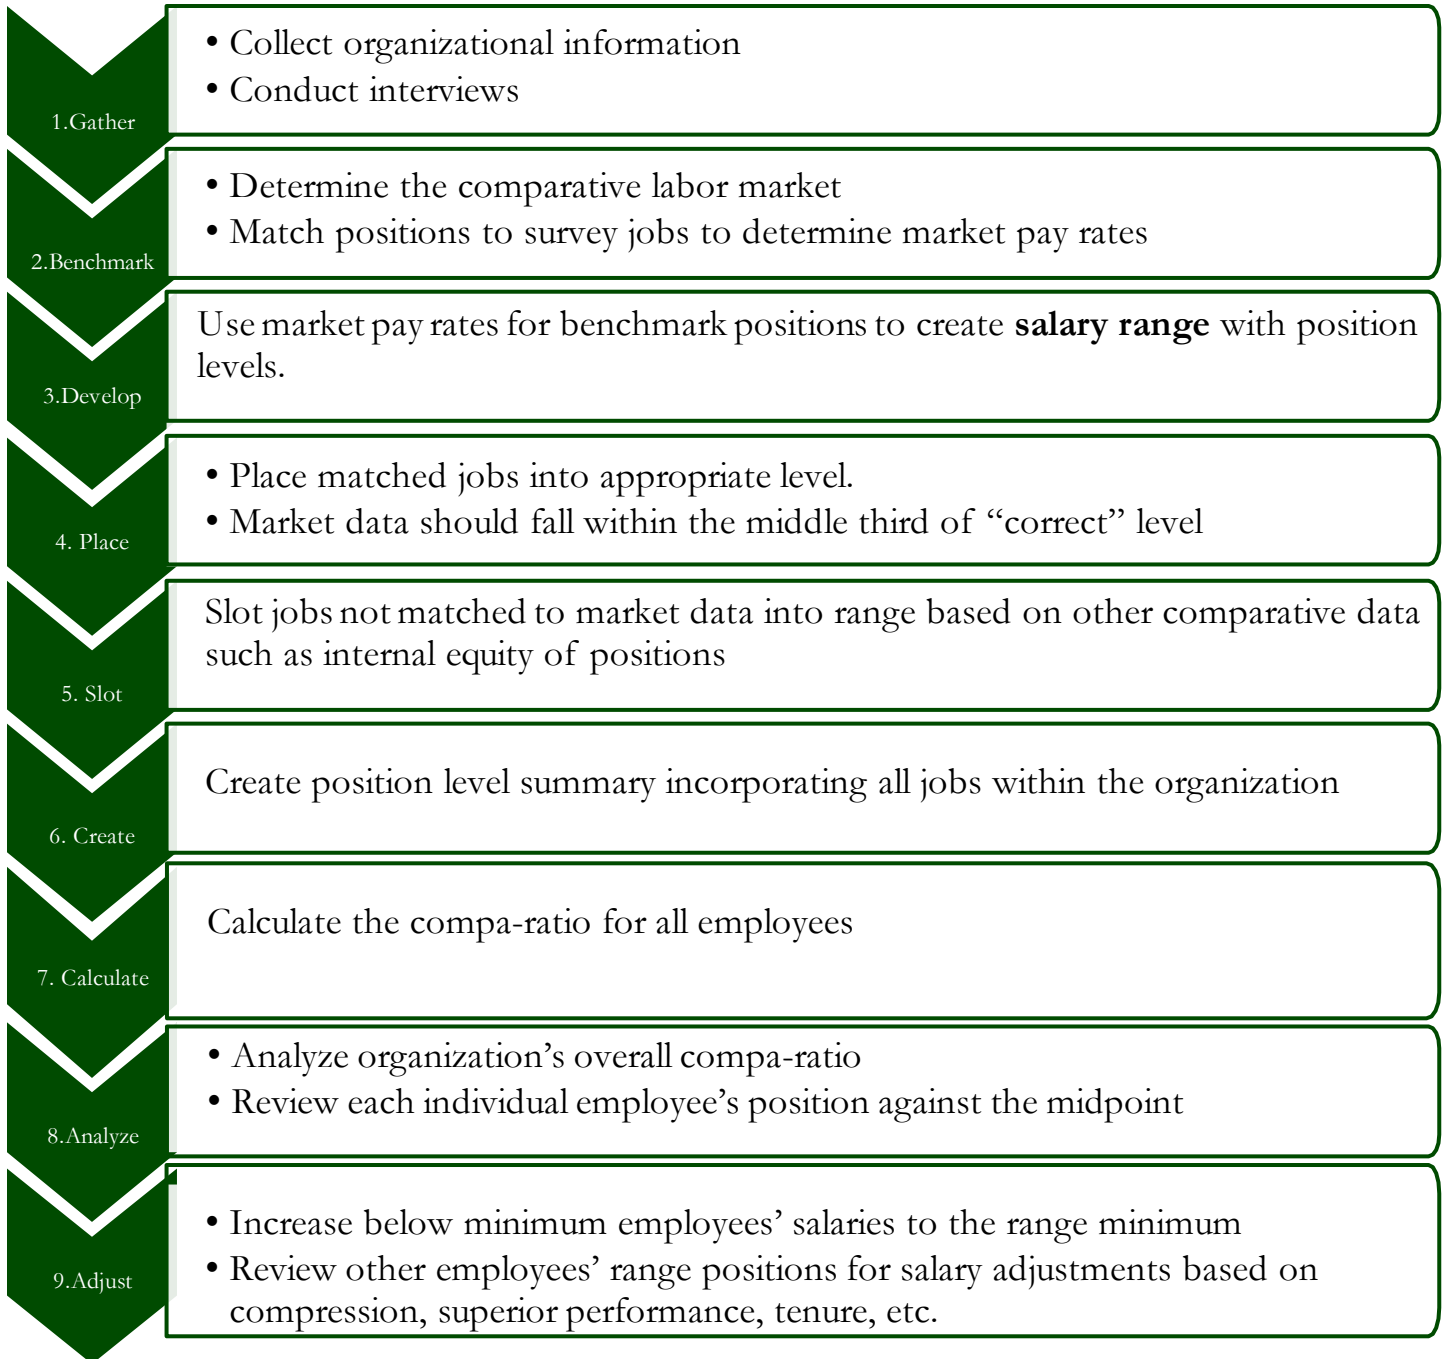 • Collect organizational information
• Conduct interviews
1.Gather
• Determine the comparative labor market
• Match positions to survey jobs to determine market pay rates
2.Benchmark
Use market pay rates for benchmark positions to create salary range with position
levels.
3.Develop
• Place matched jobs into appropriate level.
• Market data should fall within the middle third of “correct” level
4. Place
Slot jobs not matched to market data into range based on other comparative data
such as internal equity of positions
5. Slot
Create position level summary incorporating all jobs within the organization
6. Create
Calculate the compa-ratio for all employees
7. Calculate
• Analyze organization’s overall compa-ratio
• Review each individual employee’s position against the midpoint
8.Analyze
• Increase below minimum employees’ salaries to the range minimum
• Review other employees’ range positions for salary adjustments based on
compression, superior performance, tenure, etc.
9.Adjust